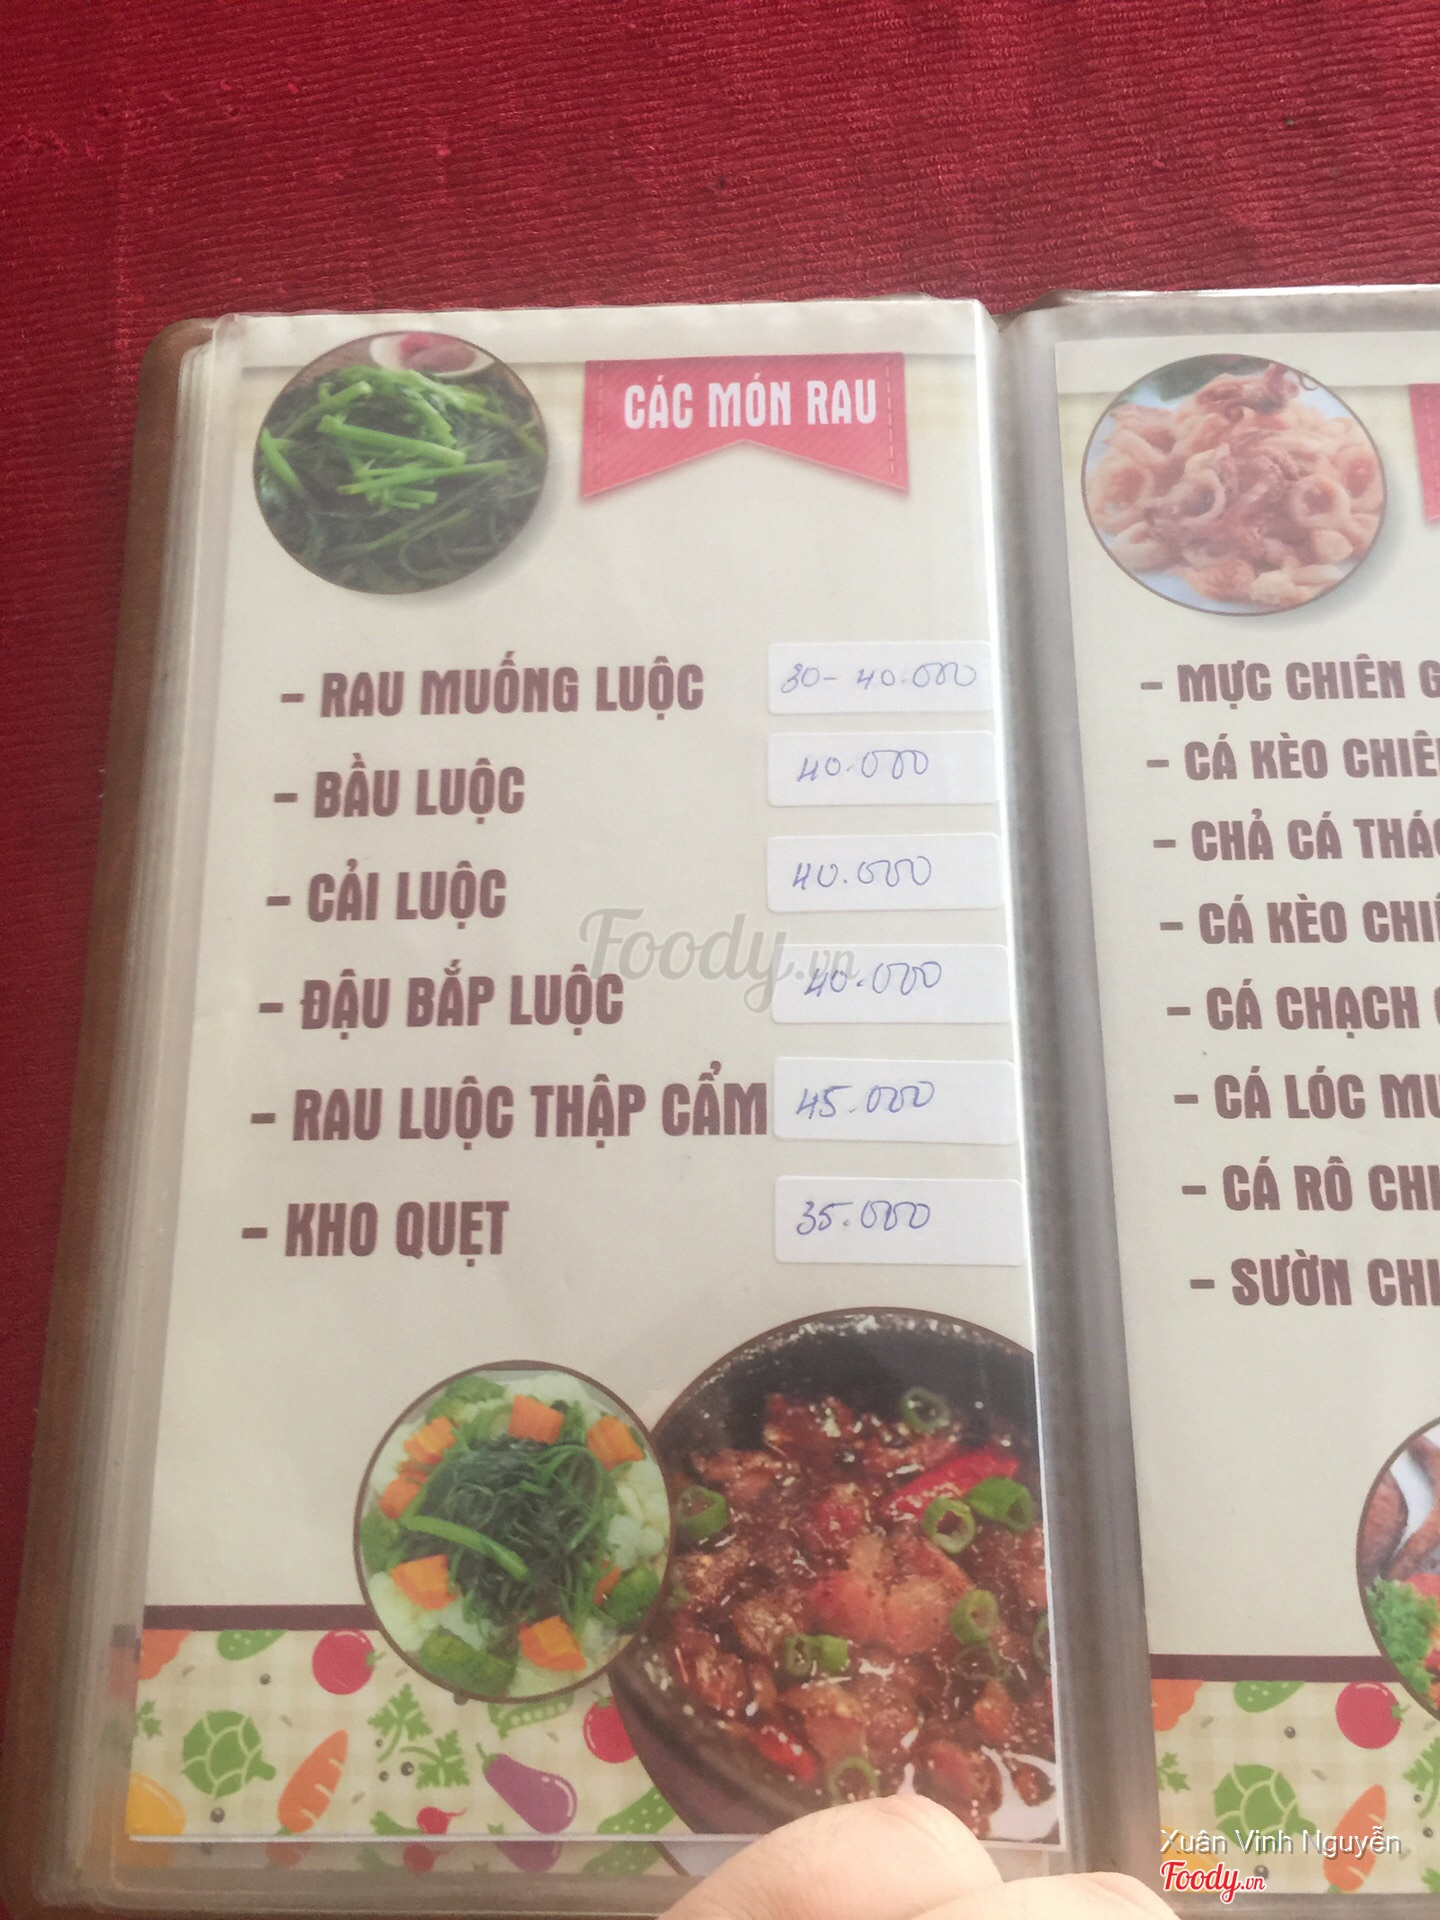 CÁC MÓN RAU
- RAU MUỐNG LUỘC 30-40.000
- BẦU LUỘC 40.000
- CẢI LUỘC 40.000
- ĐẬU BẮP LUỘC 40.000
- RAU LUỘC THẬP CẨM 45.000
- KHO QUẸT 35.000
Foody.vn
- MỰC CHIÊN
- CÁ KÈO
- CHẢ CÁ
- CÁ KÈO
- CÁ CHẠCH
- CÁ LÓC
- CÁ RÔ
- SƯỜN
Xuân Vinh Nguyễn
Foody.vn